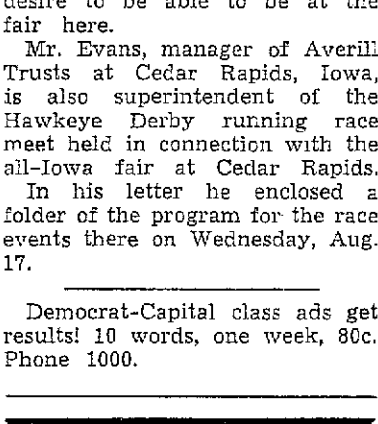 desire to be able to be at the
fair here.
Mr. Evans, manager of Averill
Trusts at Cedar Rapids, Iowa,
is also superintendent of the
Hawkeye Derby running race
meet held in connection with the
all-Iowa fair at Cedar Rapids.
In his letter he enclosed a
folder of the program for the race
events there on Wednesday, Aug.
17.
Democrat-Capital class ads get
results! 10 words, one week, 80c.
Phone 1000.